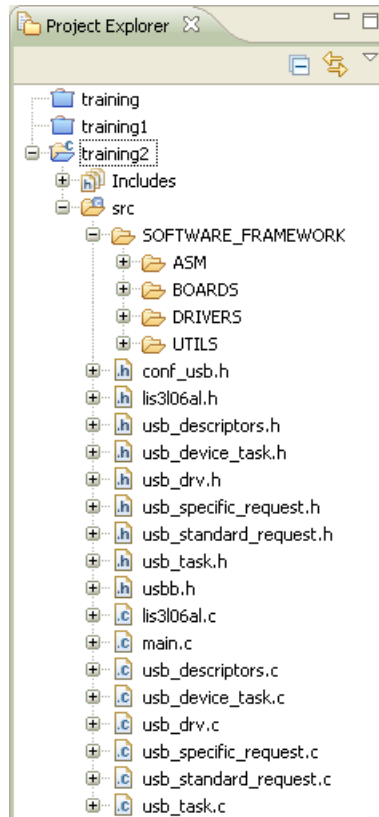 Project Explorer
training
training1
training2
Includes
src
SOFTWARE_FRAMEWORK
ASM
BOARDS
DRIVERS
UTILS
.h conf_usb.h
.h lis3l06al.h
.h usb_descriptors.h
.h usb_device_task.h
.h usb_drv.h
.h usb_specific_request.h
.h usb_standard_request.h
.h usb_task.h
.h usbb.h
.c lis3l06al.c
.c main.c
.c usb_descriptors.c
.c usb_device_task.c
.c usb_drv.c
.c usb_specific_request.c
.c usb_standard_request.c
.c usb_task.c